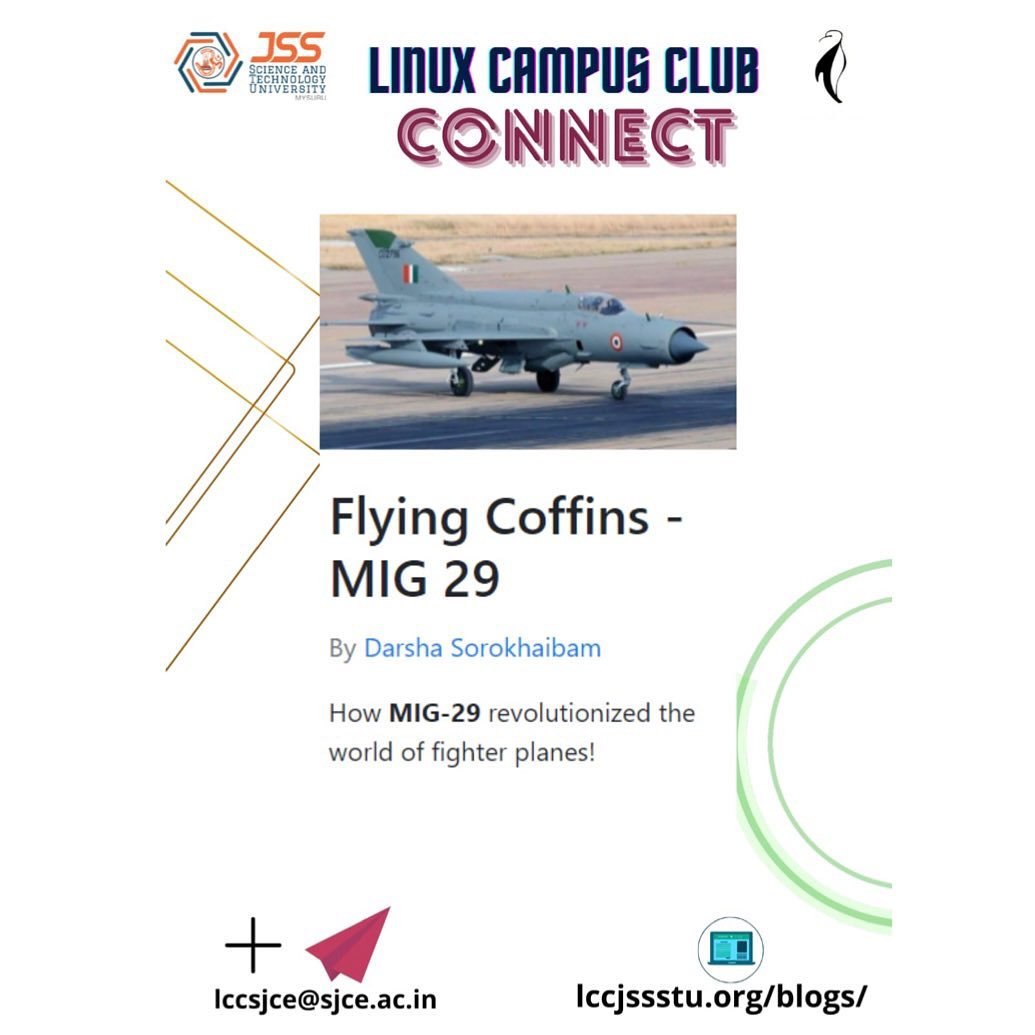 JSS
SCIENCE AND
TECHNOLOGY
UNIVERSITY
MYSURU
LINUX CAMPUS CLUB
CONNECT
Flying Coffins -
MIG 29
By Darsha Sorokhaibam
How MIG-29 revolutionized the
world of fighter planes!
lccsjce@sjce.ac.in
lccjssstu.org/blogs/